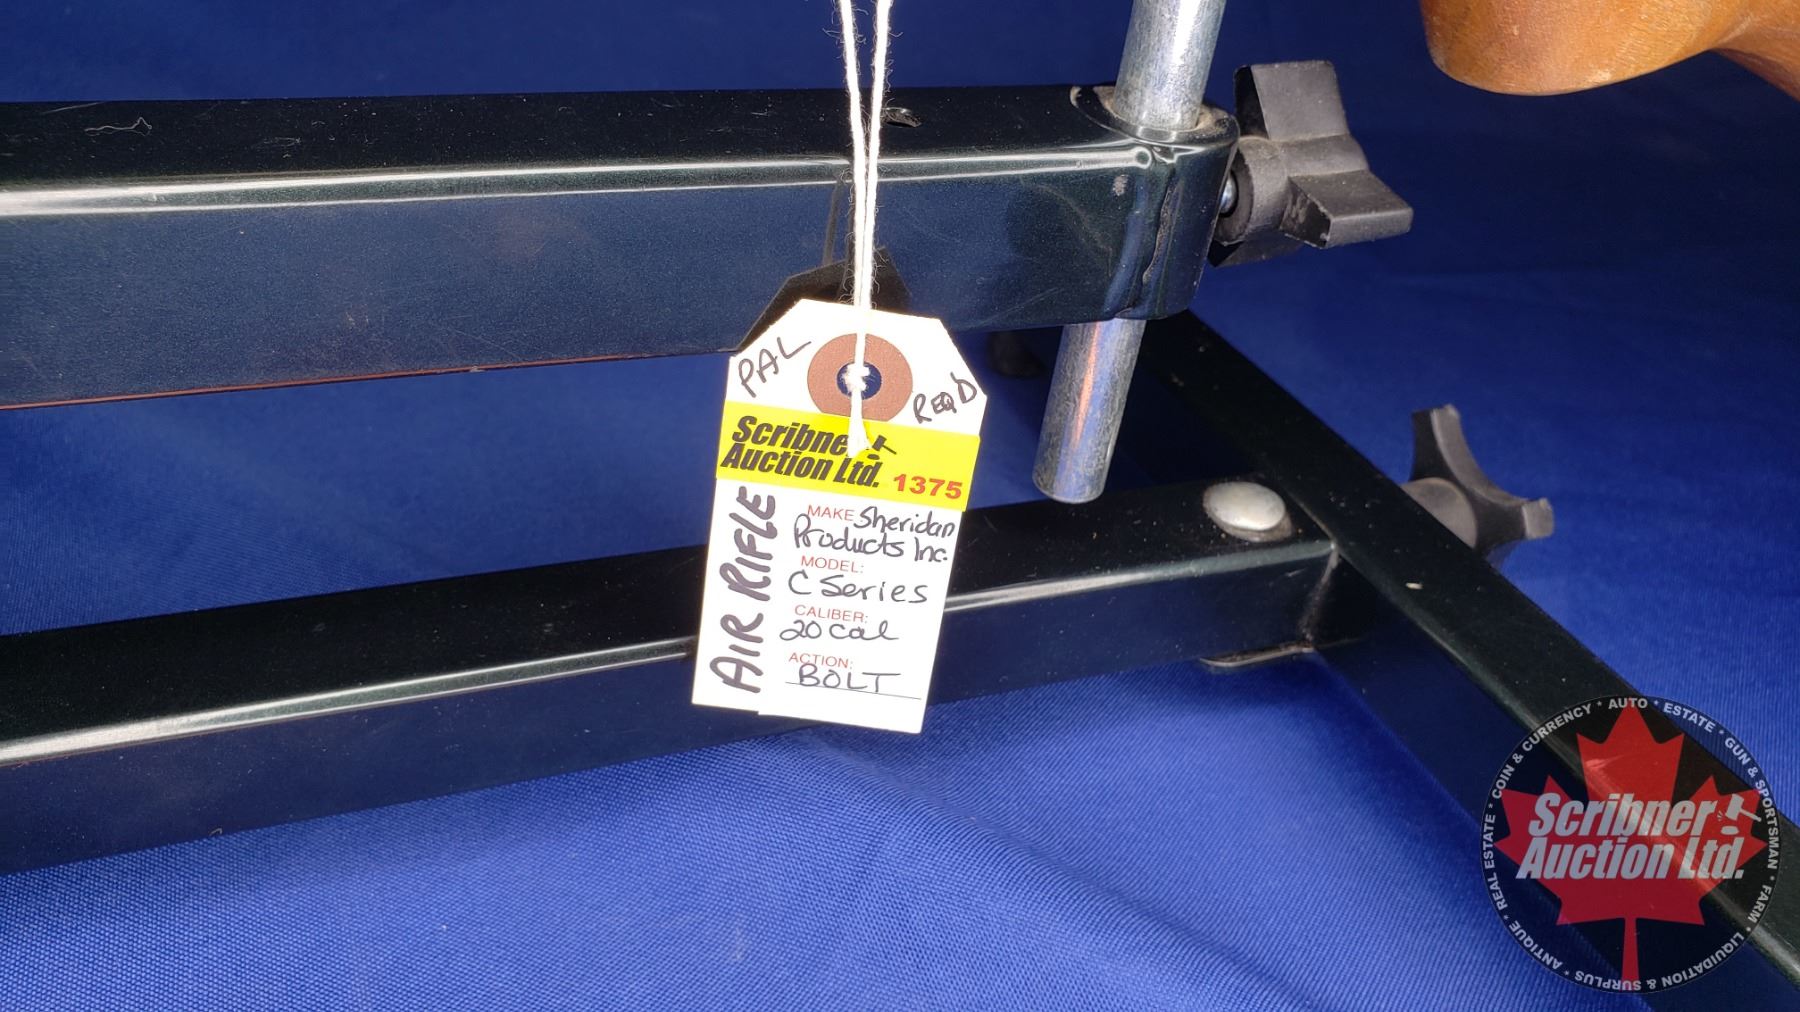 PAL REQ'D
Scribner
Auction Ltd. 1375
AIR RIFLE
MAKE Sheridan
Products Inc.
MODEL:
C Series
CALIBER:
20 Cal
ACTION:
BOLT
Scribner
Auction Ltd.
REAL ESTATE * COIN & CURRENCY * AUTO * ESTATE * GUN & SPORTSMAN * FARM * LIQUIDATION & SURPLUS * ANTIQUE *